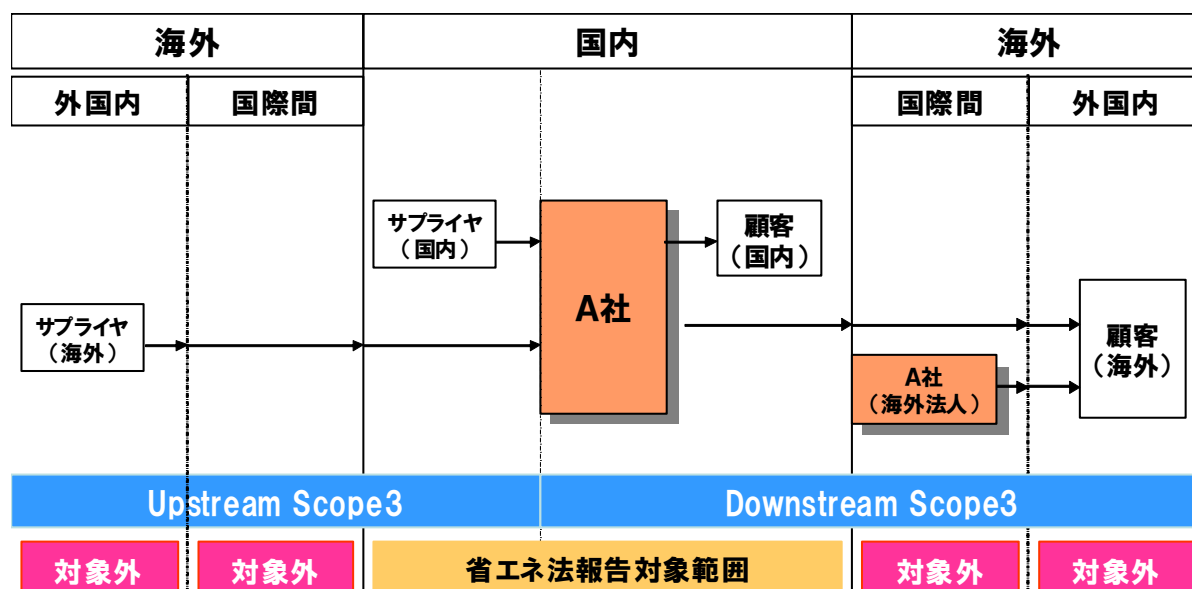 海外
国内
海外
外国内
国際間
国際間
外国内
サプライヤ
（国内）
顧客
（国内）
A社
サプライヤ
（海外）
顧客
（海外）
A社
（海外法人）
Upstream Scope3
Downstream Scope3
対象外
対象外
省エネ法報告対象範囲
対象外
対象外